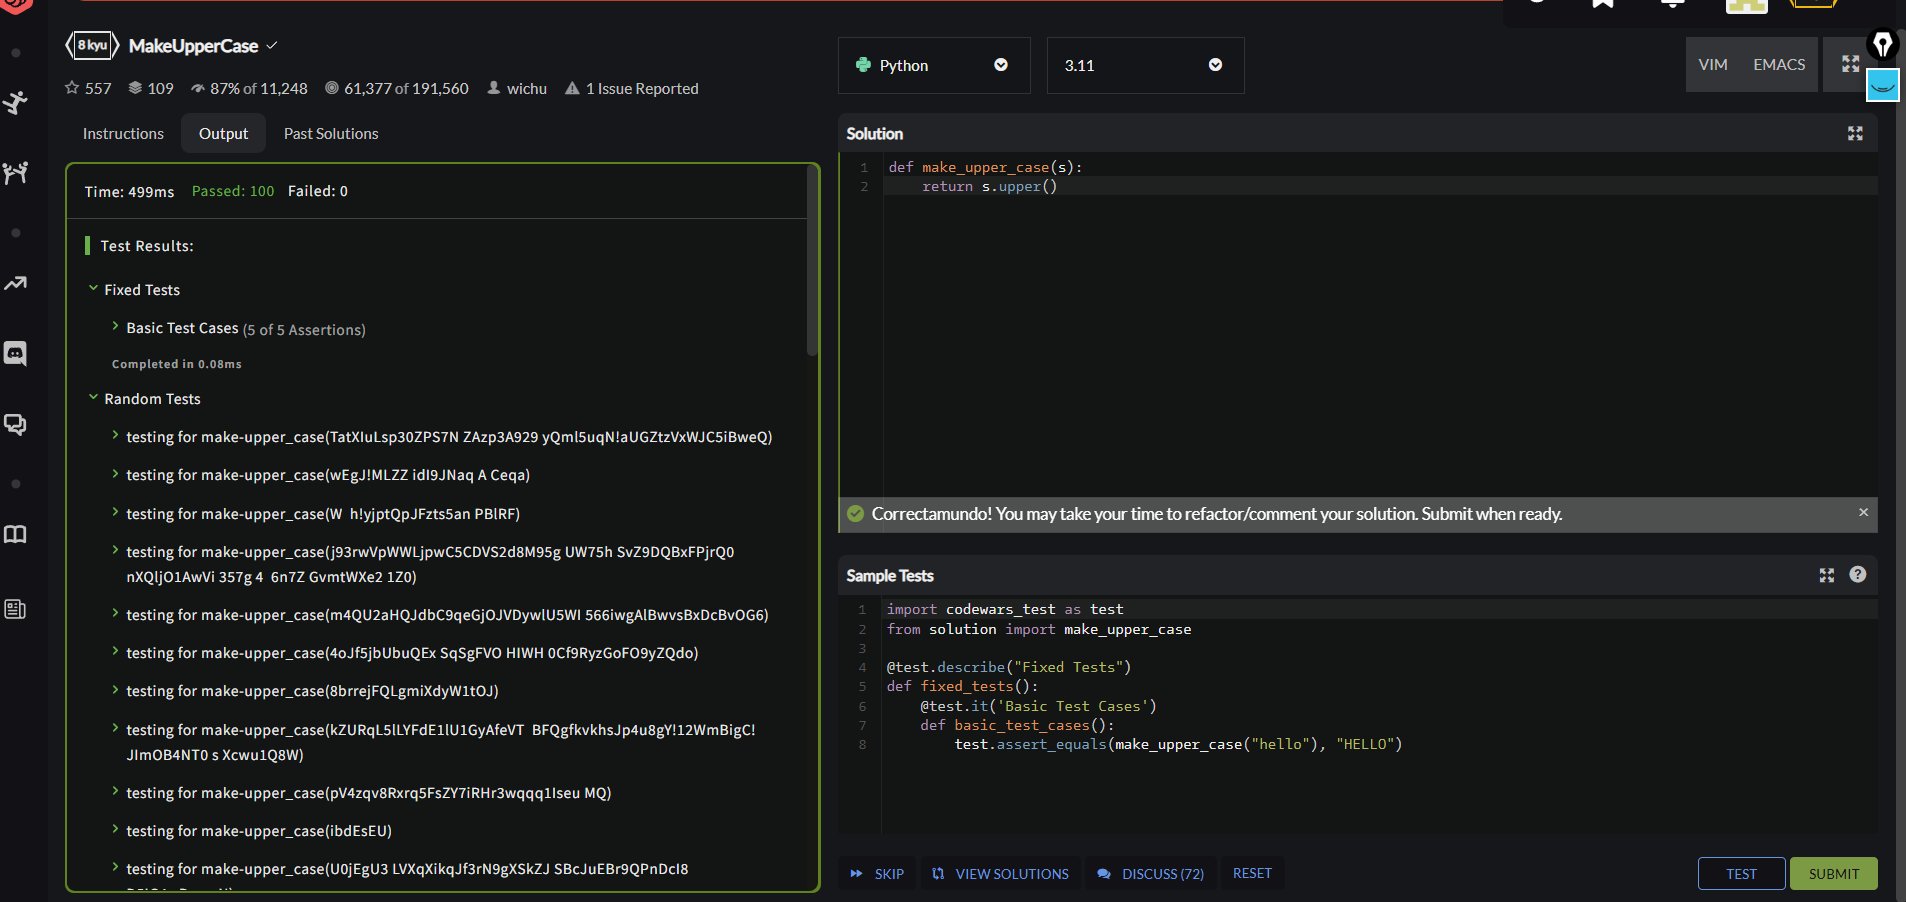 8 kyu MakeUpperCase
557 109 87% of 11,248 61,377 of 191,560 wichu 1 Issue Reported
Instructions Output Past Solutions
Time: 499ms Passed: 100 Failed: 0
Test Results:
Fixed Tests
Basic Test Cases (5 of 5 Assertions)
Completed in 0.08ms
Random Tests
testing for make-upper_case(TatXIuLsp30ZPS7N ZAzp3A929 yQml5uqN!aUGZtzVxWJC5iBweQ)
testing for make-upper_case(wEgJ!MLZZ idI9JNaq A Ceqa)
testing for make-upper_case(W  h!yjptQpJFzts5an PBlRF)
testing for make-upper_case(j93rwVpWWLjpwC5CDVS2d8M95g UW75h SvZ9DQBxFPjrQ0
nXQljO1AwVi 357g 4  6n7Z GvmtWXe2 1Z0)
testing for make-upper_case(m4QU2aHQJdbC9qeGjOJVDywlU5WI 566iwgAlBwvsBxDcBvOG6)
testing for make-upper_case(4oJf5jbUbuQEx SqSgFVO HIWH 0Cf9RyzGoFO9yZQdo)
testing for make-upper_case(8brrejFQLgmiXdyW1tOJ)
testing for make-upper_case(kZURqL5lLYFdE1lU1GyAfeVT  BFQgfkvkhsJp4u8gY!12WmBigC!
JImOB4NT0 s Xcwu1Q8W)
testing for make-upper_case(pV4zqv8Rxrq5FsZY7iRHr3wqqq1Iseu MQ)
testing for make-upper_case(ibdEsEU)
testing for make-upper_case(U0jEgU3 LVXqXikqJf3rN9gXSkZJ SBcJuEBr9QPnDcI8
Python 3.11 VIM EMACS
Solution
1 def make_upper_case(s):
2     return s.upper()
Correctamundo! You may take your time to refactor/comment your solution. Submit when ready. ×
Sample Tests ?
1 import codewars_test as test
2 from solution import make_upper_case
3
4 @test.describe("Fixed Tests")
5 def fixed_tests():
6     @test.it('Basic Test Cases')
7     def basic_test_cases():
8         test.assert_equals(make_upper_case("hello"), "HELLO")
SKIP VIEW SOLUTIONS DISCUSS (72) RESET TEST SUBMIT